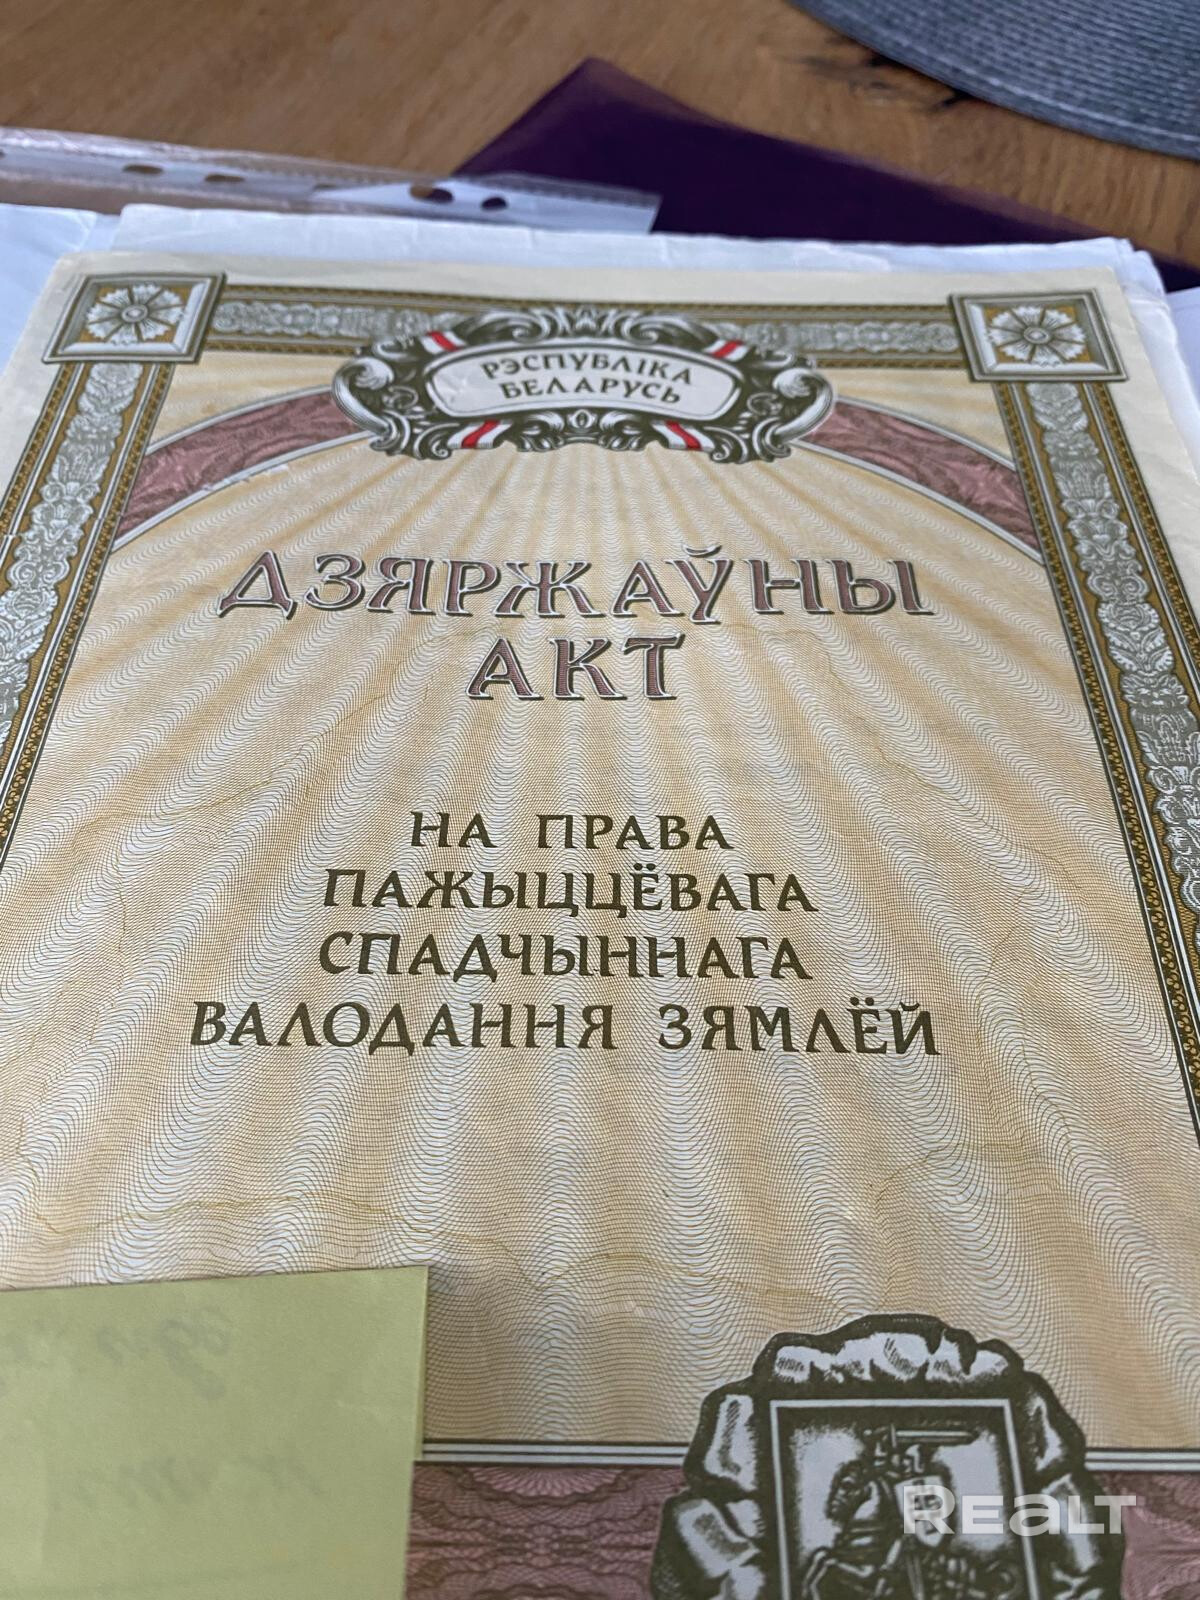 РЭСПУБЛІКА
БЕЛАРУСЬ
ДЗЯРЖАЎНЫ
АКТ
НА ПРАВА
ПАЖЫЦЦЁВАГА
СПАДЧЫННАГА
ВАЛОДАННЯ ЗЯМЛЁЙ
REALT